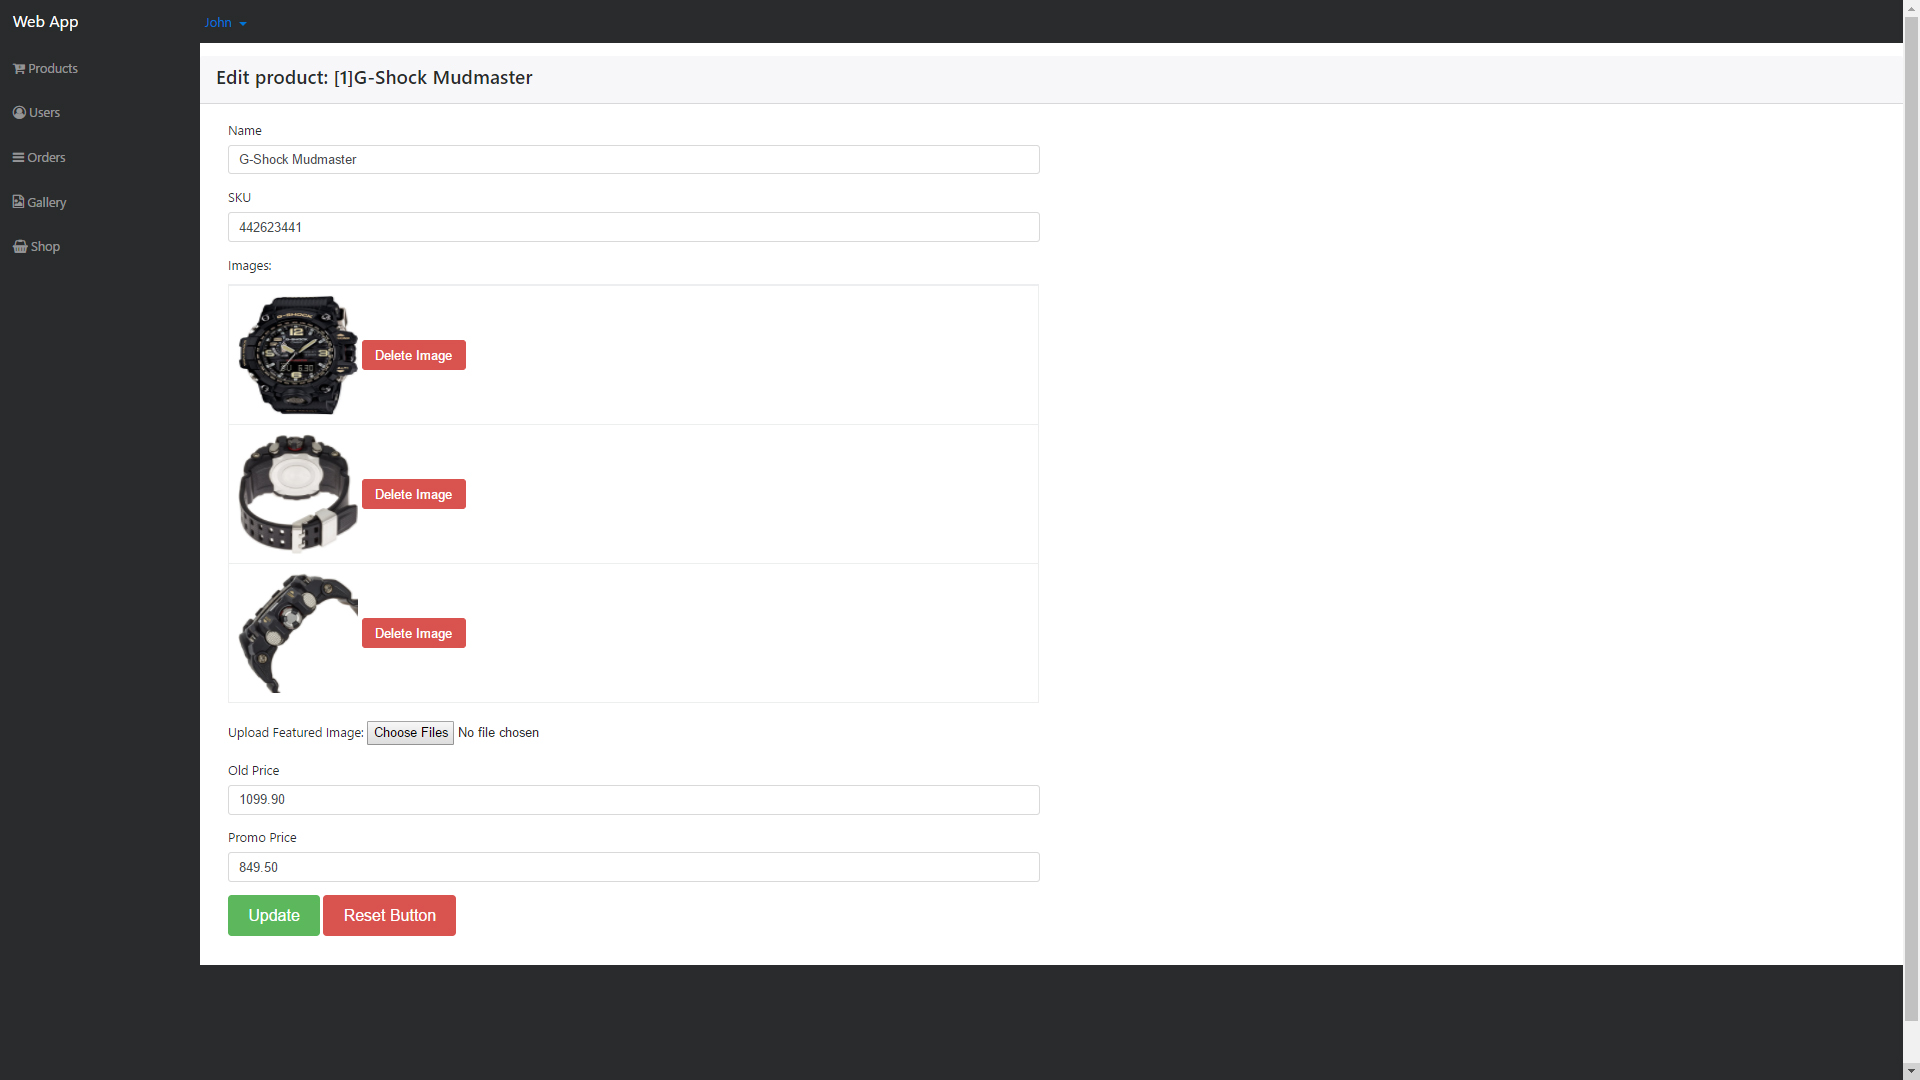 Web App
John
Products
Users
Orders
Gallery
Shop
Edit product: [1]G-Shock Mudmaster
Name
G-Shock Mudmaster
SKU
442623441
Images:
G-SHOCK
Delete Image
Delete Image
Delete Image
Upload Featured Image: Choose Files No file chosen
Old Price
1099.90
Promo Price
849.50
Update Reset Button